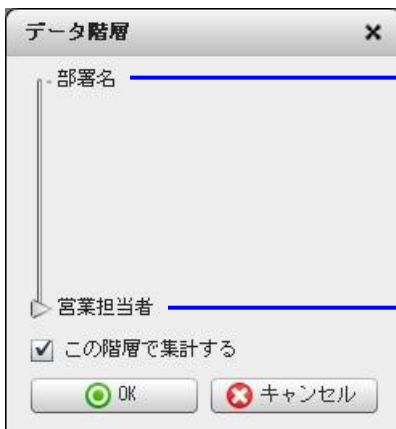 データ階層
部署名
営業担当者
この階層で集計する
OK
キャンセル